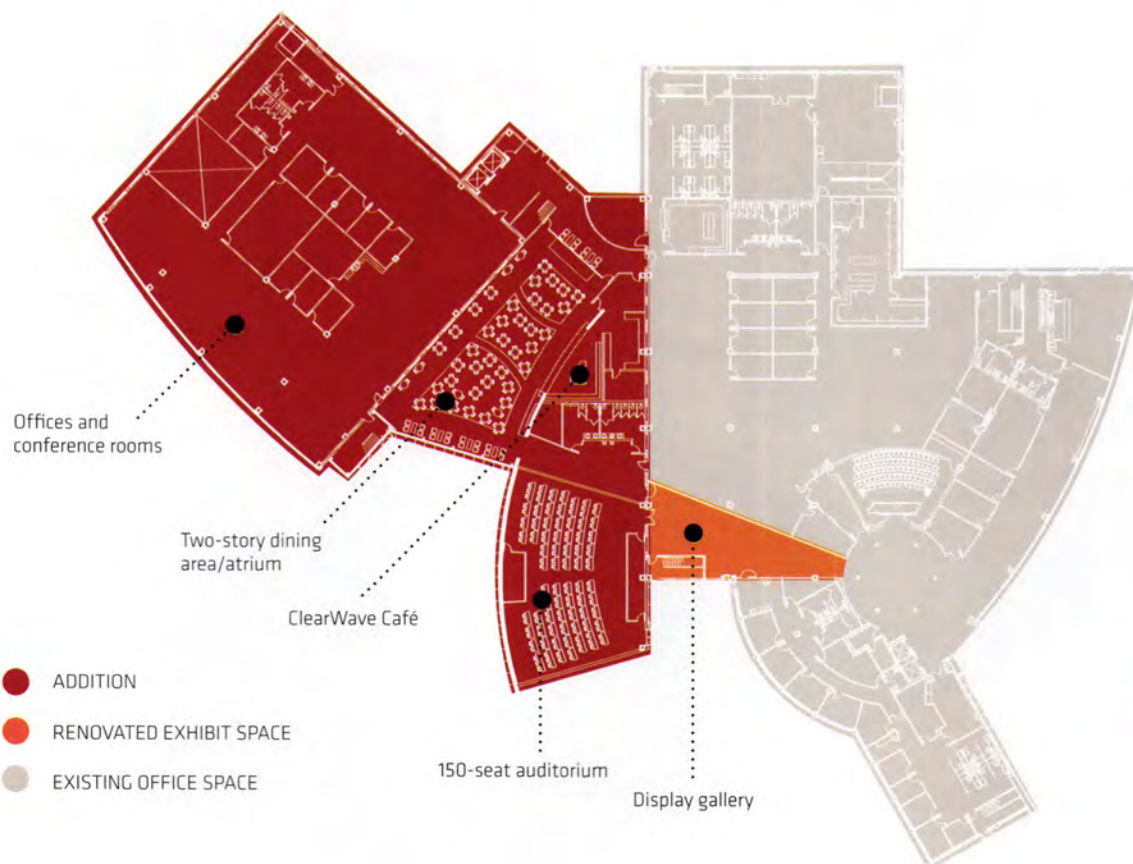 Offices and
conference rooms
Two-story dining
area/atrium
ClearWave Café
150-seat auditorium
Display gallery
ADDITION
RENOVATED EXHIBIT SPACE
EXISTING OFFICE SPACE